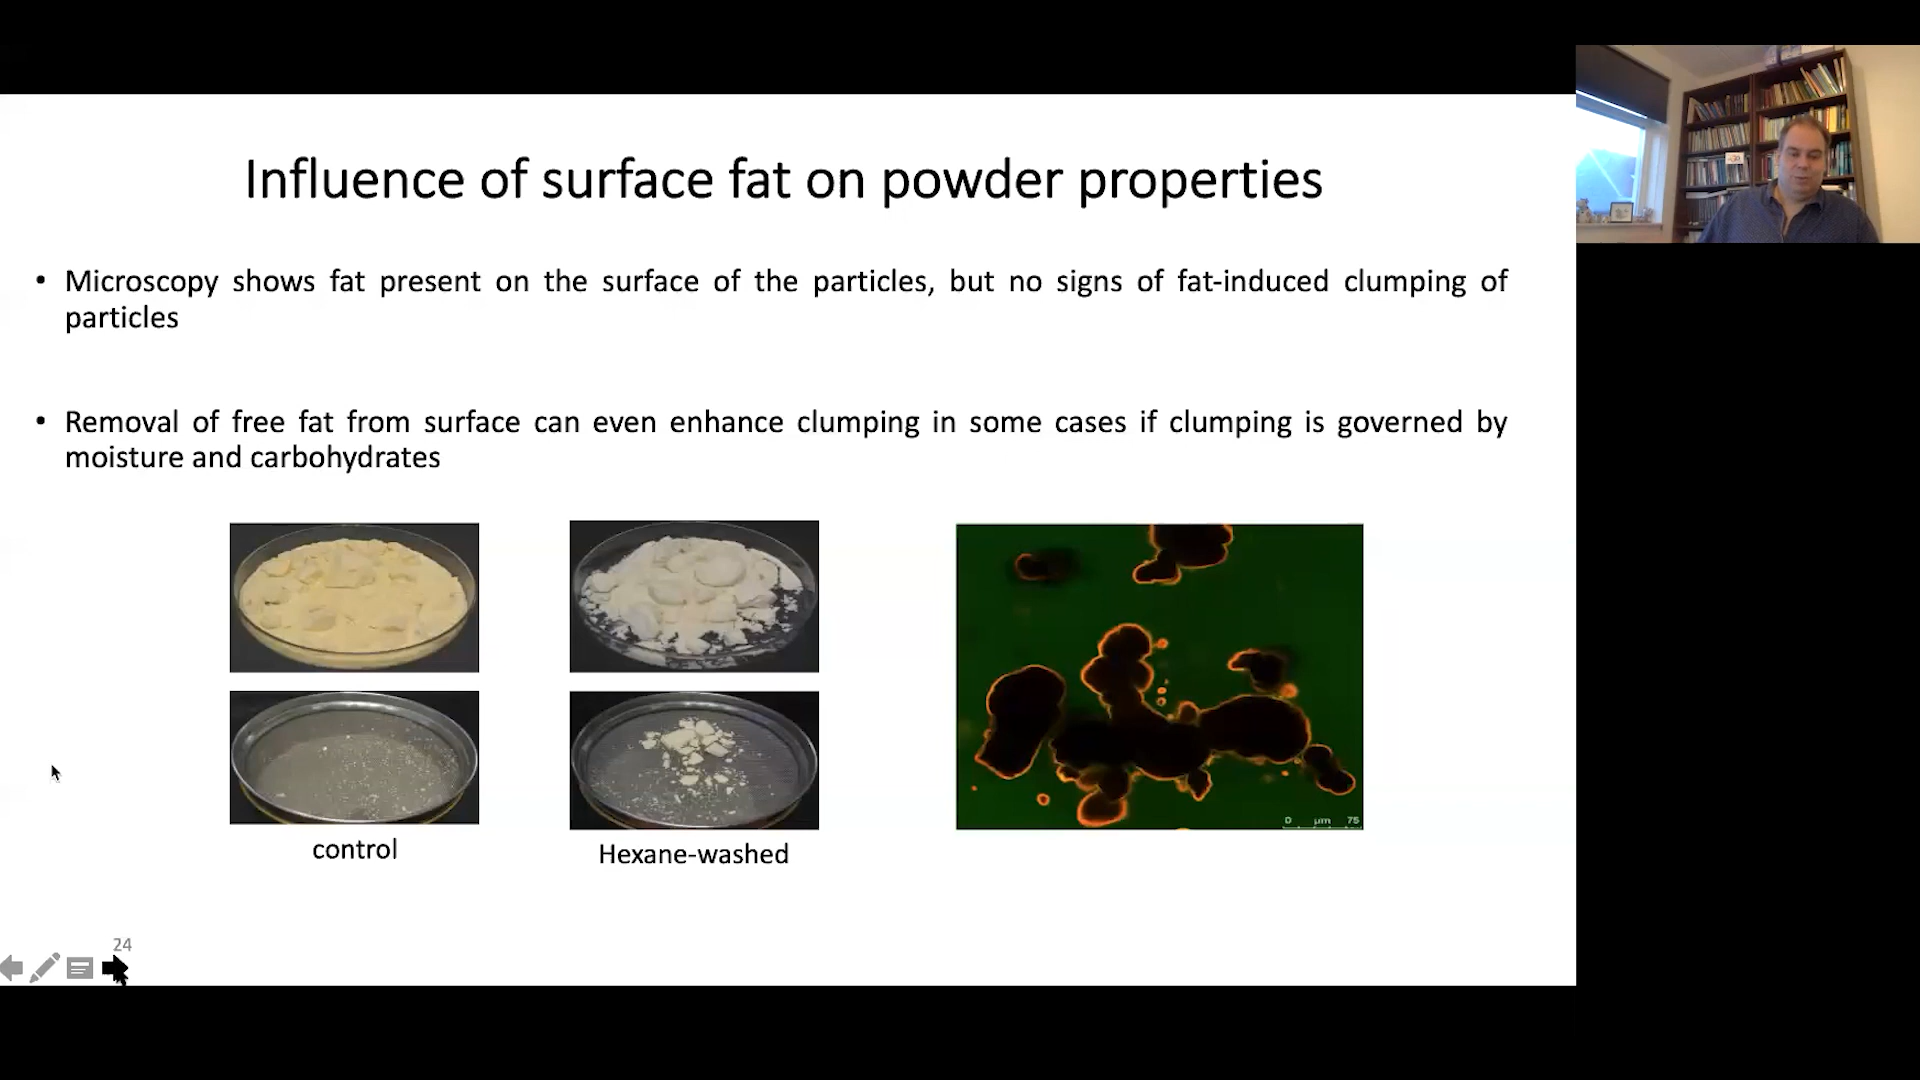 Influence of surface fat on powder properties
• Microscopy shows fat present on the surface of the particles, but no signs of fat-induced clumping of
particles
• Removal of free fat from surface can even enhance clumping in some cases if clumping is governed by
moisture and carbohydrates
0 µm 75
control
Hexane-washed
24